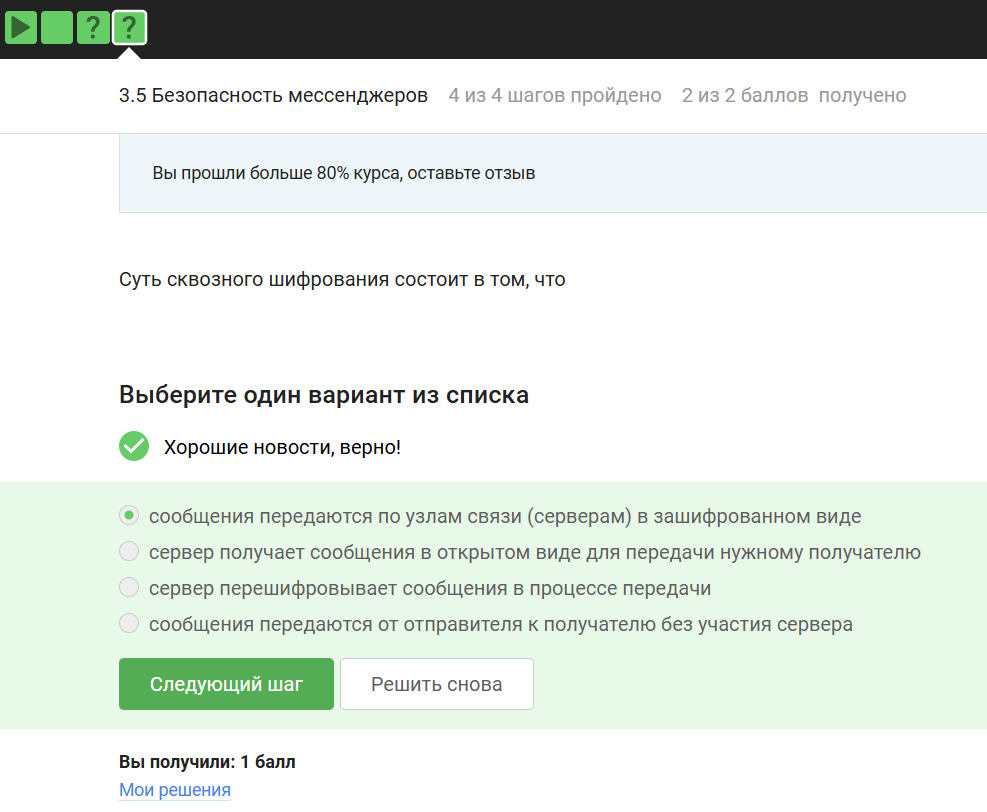 ? ?
3.5 Безопасность мессенджеров 4 из 4 шагов пройдено 2 из 2 баллов получено
Вы прошли больше 80% курса, оставьте отзыв
Суть сквозного шифрования состоит в том, что
Выберите один вариант из списка
Хорошие новости, верно!
сообщения передаются по узлам связи (серверам) в зашифрованном виде
сервер получает сообщения в открытом виде для передачи нужному получателю
сервер перешифровывает сообщения в процессе передачи
сообщения передаются от отправителя к получателю без участия сервера
Следующий шаг Решить снова
Вы получили: 1 балл
Мои решения